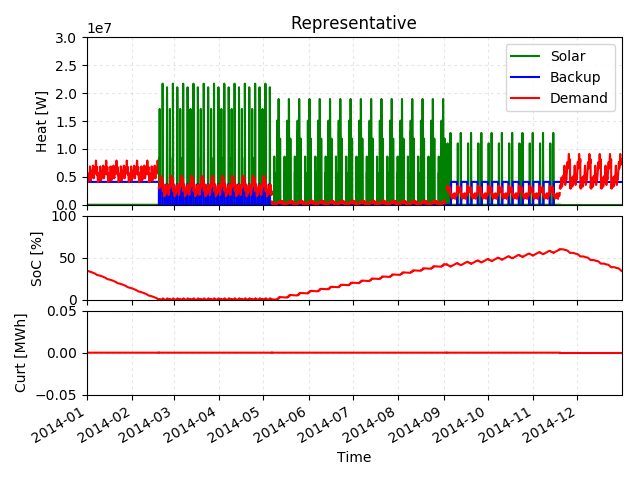 Representative
1e7
3.0
2.5
2.0
1.5
1.0
0.5
0.0
Heat [W]
Solar
Backup
Demand
100
50
0
SoC [%]
0.05
0.00
−0.05
Curt [MWh]
2014-01
2014-02
2014-03
2014-04
2014-05
2014-06
2014-07
2014-08
2014-09
2014-10
2014-11
2014-12
Time